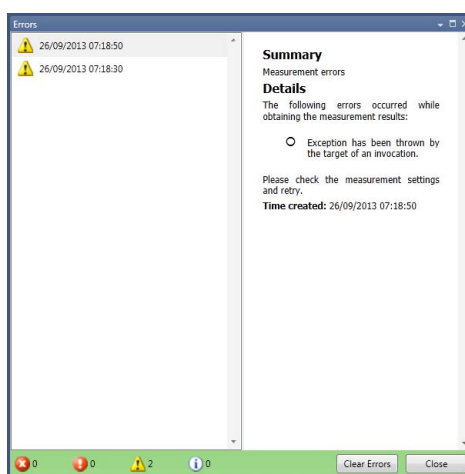 Errors
26/09/2013 07:18:50
26/09/2013 07:18:30
Summary
Measurement errors
Details
The following errors occurred while
obtaining the measurement results:
Exception has been thrown by
the target of an invocation.
Please check the measurement settings
and retry.
Time created: 26/09/2013 07:18:50
0 0 2 0 Clear Errors Close